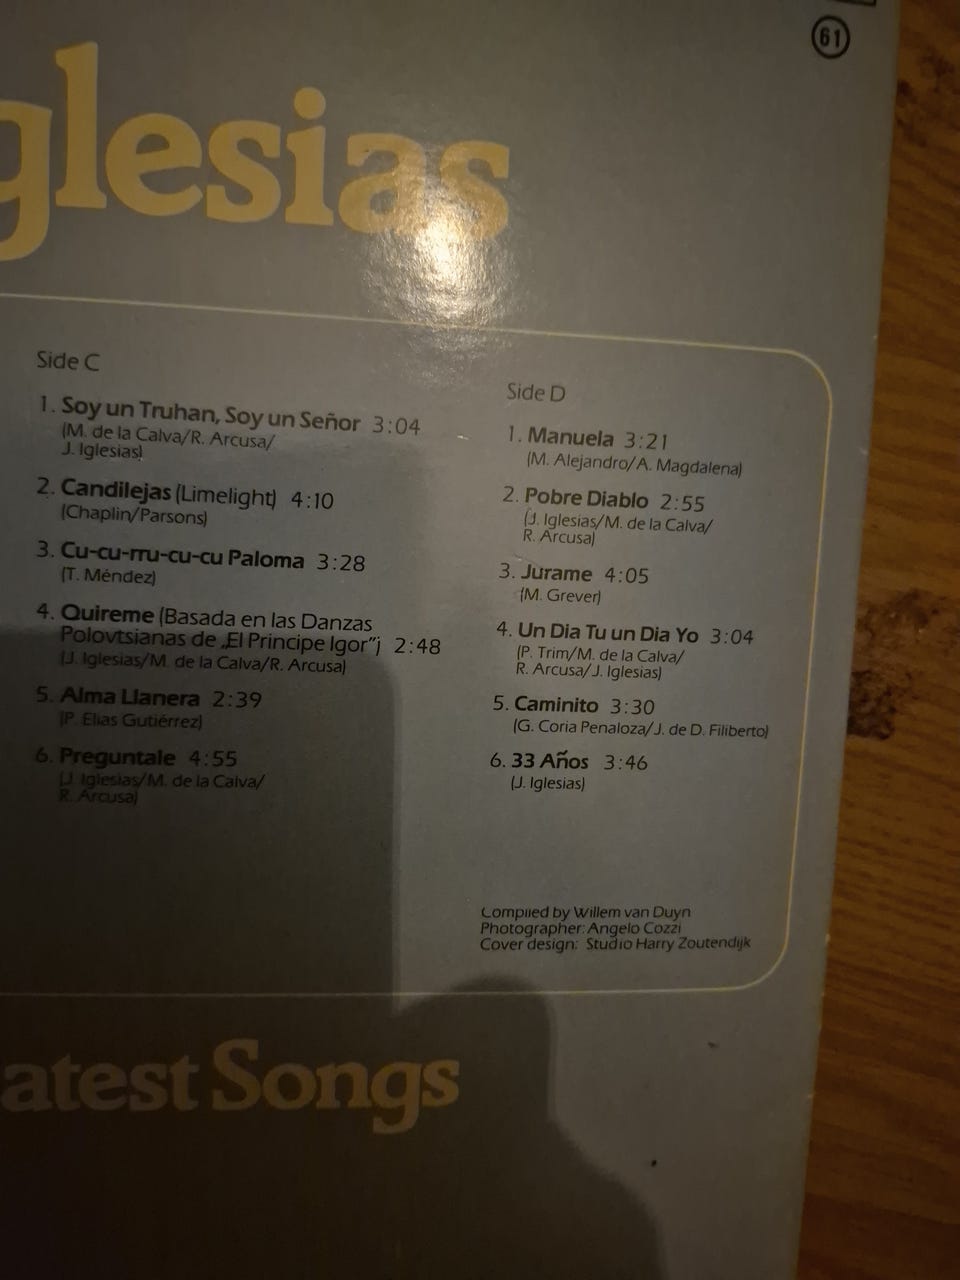 61
glesias
Side C
1. Soy un Truhan, Soy un Señor 3:04
(M. de la Calva/R. Arcusa/
J. Iglesias)
2. Candilejas (Limelight) 4:10
(Chaplin/Parsons)
3. Cu-cu-rru-cu-cu Paloma 3:28
(T. Méndez)
4. Quireme (Basada en las Danzas
Polovtsianas de „El Principe Igor”) 2:48
(J. Iglesias/M. de la Calva/R. Arcusa)
5. Alma Llanera 2:39
(P. Elias Gutiérrez)
6. Preguntale 4:55
(J. Iglesias/M. de la Calva/
R. Arcusa)
Side D
1. Manuela 3:21
(M. Alejandro/A. Magdalena)
2. Pobre Diablo 2:55
(J. Iglesias/M. de la Calva/
R. Arcusa)
3. Jurame 4:05
(M. Grever)
4. Un Dia Tu un Dia Yo 3:04
(P. Trim/M. de la Calva/
R. Arcusa/J. Iglesias)
5. Caminito 3:30
(G. Coria Penaloza/J. de D. Filiberto)
6. 33 Años 3:46
(J. Iglesias)
Compiled by Willem van Duyn
Photographer: Angelo Cozzi
Cover design: Studio Harry Zoutendijk
atest Songs